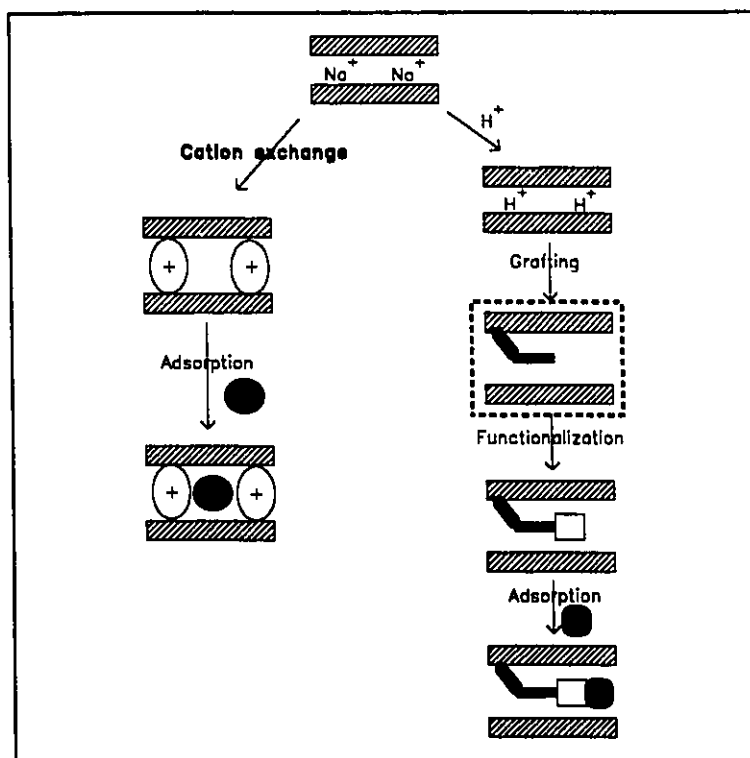 Na+ Na+
H+
Cation exchange
H+ H+
Grafting
+ +
Adsorption
Functionalization
+ +
Adsorption